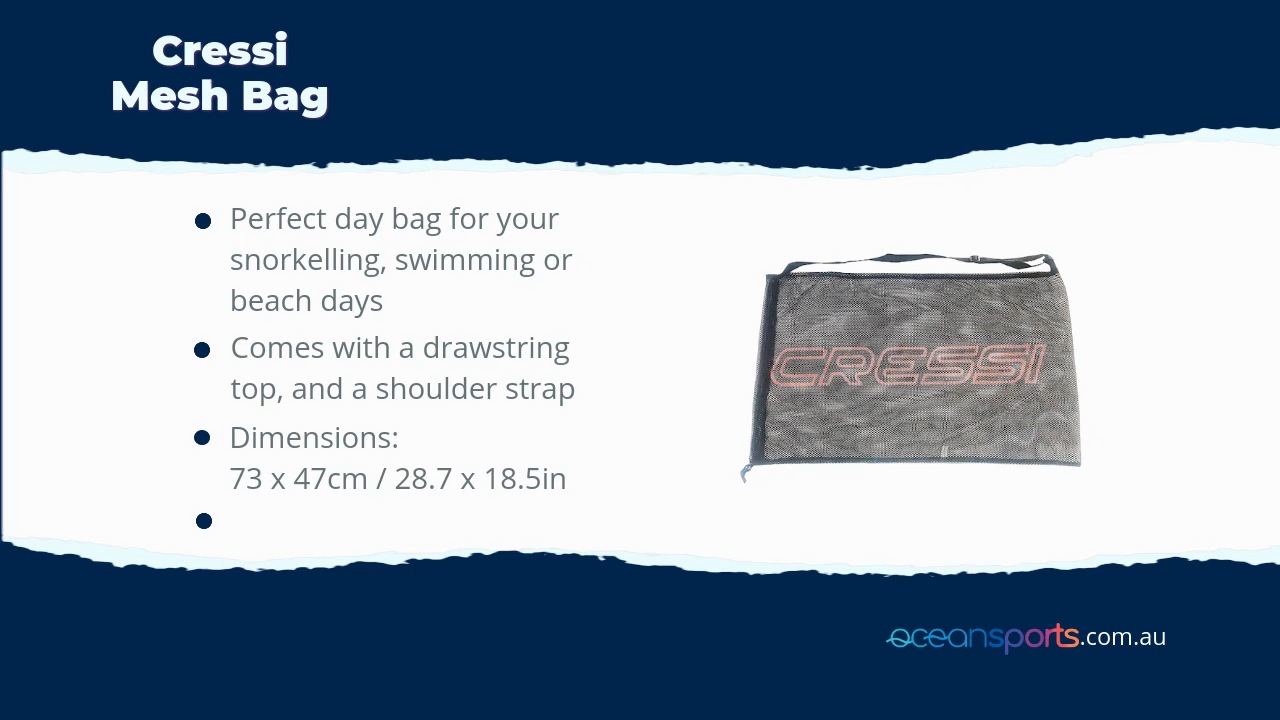 Cressi
Mesh Bag
Perfect day bag for your
snorkelling, swimming or
beach days
Comes with a drawstring
top, and a shoulder strap
Dimensions:
73 x 47cm / 28.7 x 18.5in
CRESSI
oceansports.com.au